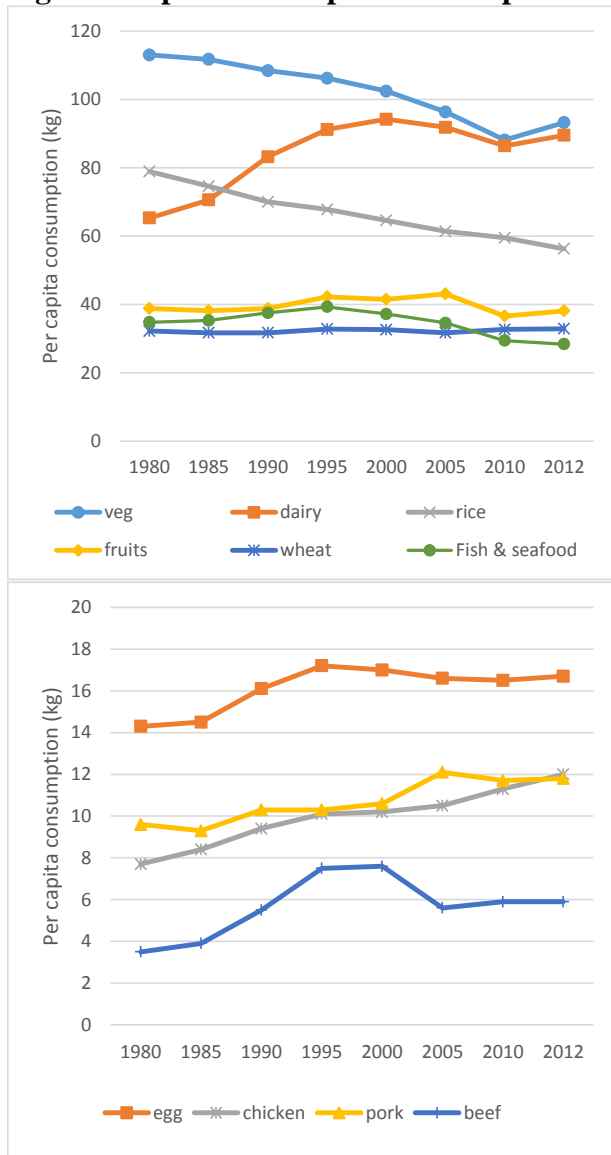 120
100
80
60
40
20
0
Per capita consumption (kg)
1980 1985 1990 1995 2000 2005 2010 2012
veg dairy rice
fruits wheat Fish & seafood
20
18
16
14
12
10
8
6
4
2
0
Per capita consumption (kg)
1980 1985 1990 1995 2000 2005 2010 2012
egg chicken pork beef